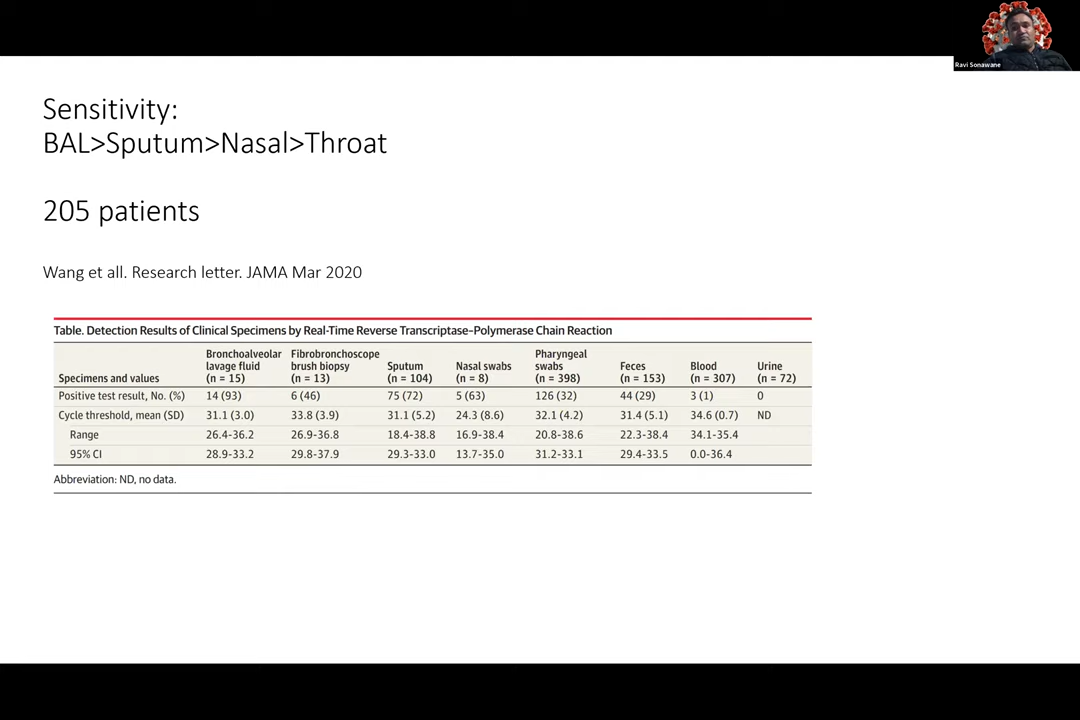 Ravi Sonawane
Sensitivity:
BAL>Sputum>Nasal>Throat
205 patients
Wang et all. Research letter. JAMA Mar 2020
Table. Detection Results of Clinical Specimens by Real-Time Reverse Transcriptase–Polymerase Chain Reaction
Specimens and values Bronchoalveolar lavage fluid (n = 15) Fibrobronchoscope brush biopsy (n = 13) Sputum (n = 104) Nasal swabs (n = 8) Pharyngeal swabs (n = 398) Feces (n = 153) Blood (n = 307) Urine (n = 72)
Positive test result, No. (%) 14 (93) 6 (46) 75 (72) 5 (63) 126 (32) 44 (29) 3 (1) 0
Cycle threshold, mean (SD) 31.1 (3.0) 33.8 (3.9) 31.1 (5.2) 24.3 (8.6) 32.1 (4.2) 31.4 (5.1) 34.6 (0.7) ND
Range 26.4-36.2 26.9-36.8 18.4-38.8 16.9-38.4 20.8-38.6 22.3-38.4 34.1-35.4
95% CI 28.9-33.2 29.8-37.9 29.3-33.0 13.7-35.0 31.2-33.1 29.4-33.5 0.0-36.4
Abbreviation: ND, no data.